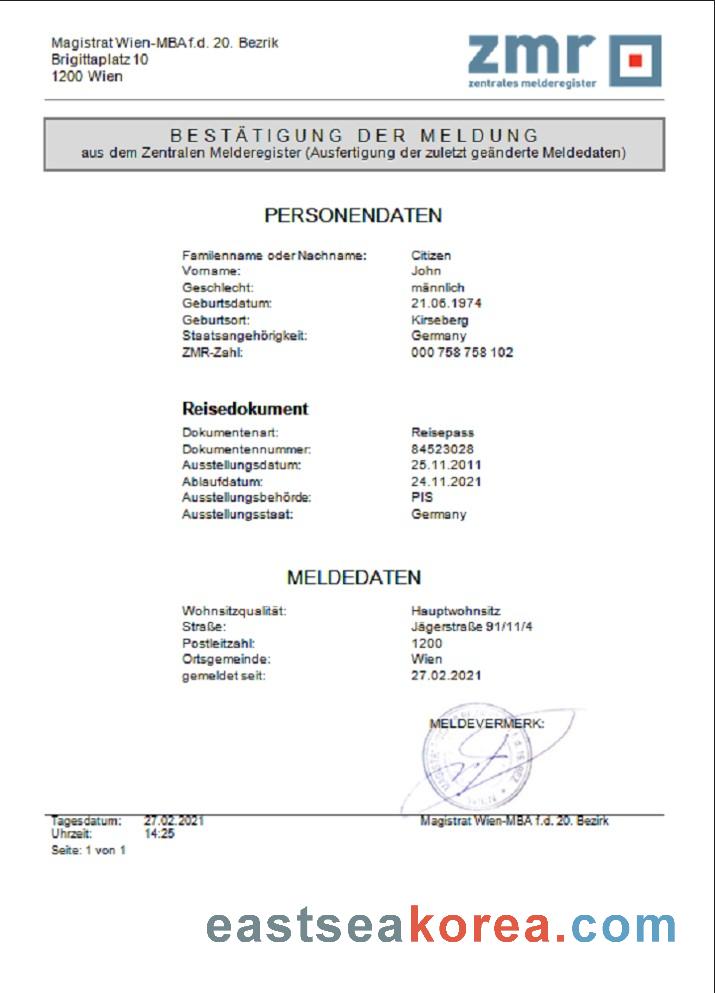 Magistrat Wien-MBA f.d. 20. Bezrik
Brigittaplatz 10
1200 Wien
zmr
zentrales melderegister
BESTÄTIGUNG DER MELDUNG
aus dem Zentralen Melderegister (Ausfertigung der zuletzt geänderte Meldedaten)
PERSONENDATEN
Familenname oder Nachname: Citizen
Vorname: John
Geschlecht: männlich
Geburtsdatum: 21.06.1974
Geburtsort: Kirseberg
Staatsangehörigkeit: Germany
ZMR-Zahl: 000 758 758 102
Reisedokument
Dokumentenart: Reisepass
Dokumentennummer: 84523028
Ausstellungsdatum: 25.11.2011
Ablaufdatum: 24.11.2021
Ausstellungsbehörde: PIS
Ausstellungsstaat: Germany
MELDEDATEN
Wohnsitzqualität: Hauptwohnsitz
Straße: Jägerstraße 91/11/4
Postleitzahl: 1200
Ortsgemeinde: Wien
gemeldet seit: 27.02.2021
MELDEVERMERK:
Tagesdatum: 27.02.2021
Uhrzeit: 14:25
Seite: 1 von 1
Magistrat Wien-MBA f.d. 20. Bezirk
eastseakorea.com